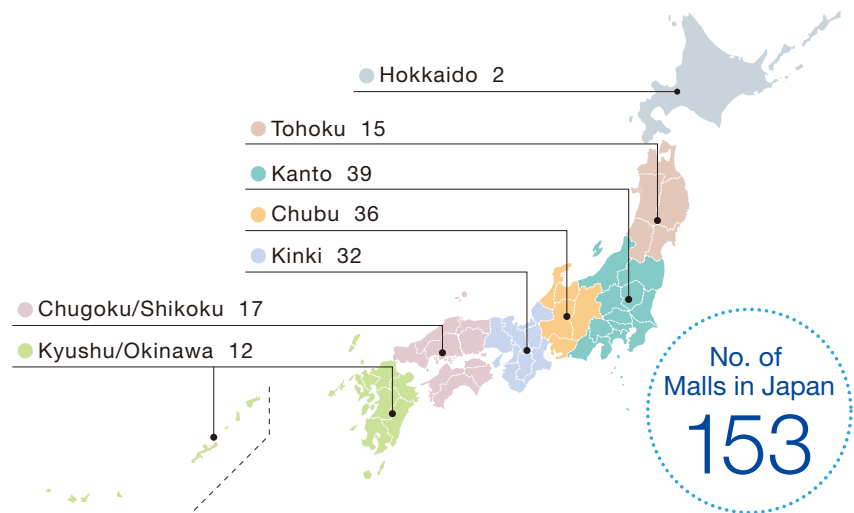 Hokkaido 2
Tohoku 15
Kanto 39
Chubu 36
Kinki 32
Chugoku/Shikoku 17
Kyushu/Okinawa 12
No. of
Malls in Japan
153